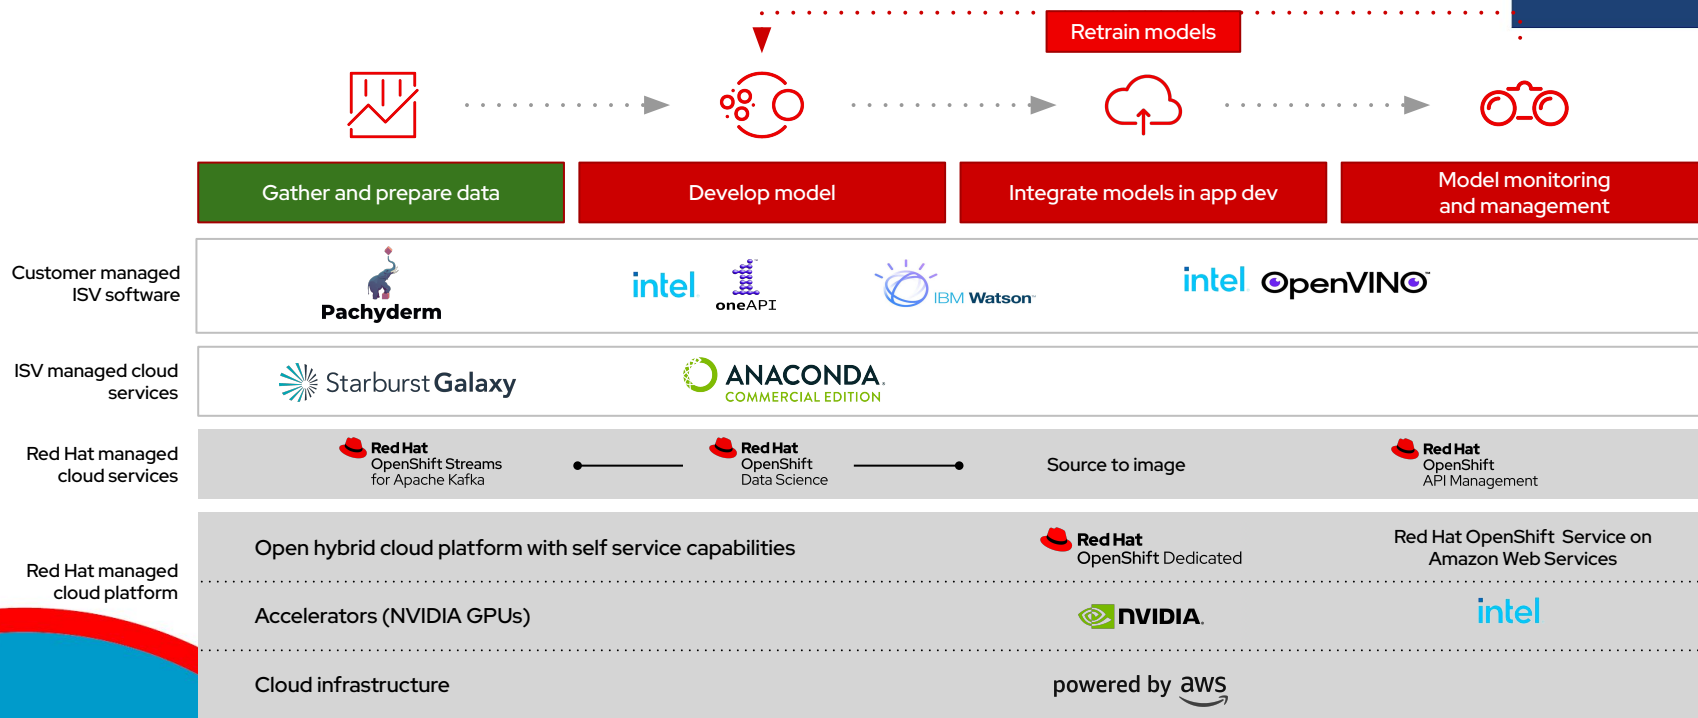 Retrain models
Gather and prepare data
Develop model
Integrate models in app dev
Model monitoring
and management
Customer managed
ISV software
Pachyderm
intel
oneAPI
IBM Watson™
intel
OpenVINO™
ISV managed cloud
services
Starburst Galaxy
ANACONDA.
COMMERCIAL EDITION
Red Hat managed
cloud services
Red Hat
OpenShift Streams
for Apache Kafka
Red Hat
OpenShift
Data Science
Source to image
Red Hat
OpenShift
API Management
Red Hat managed
cloud platform
Open hybrid cloud platform with self service capabilities
Red Hat
OpenShift Dedicated
Red Hat OpenShift Service on
Amazon Web Services
Accelerators (NVIDIA GPUs)
NVIDIA.
intel
Cloud infrastructure
powered by aws